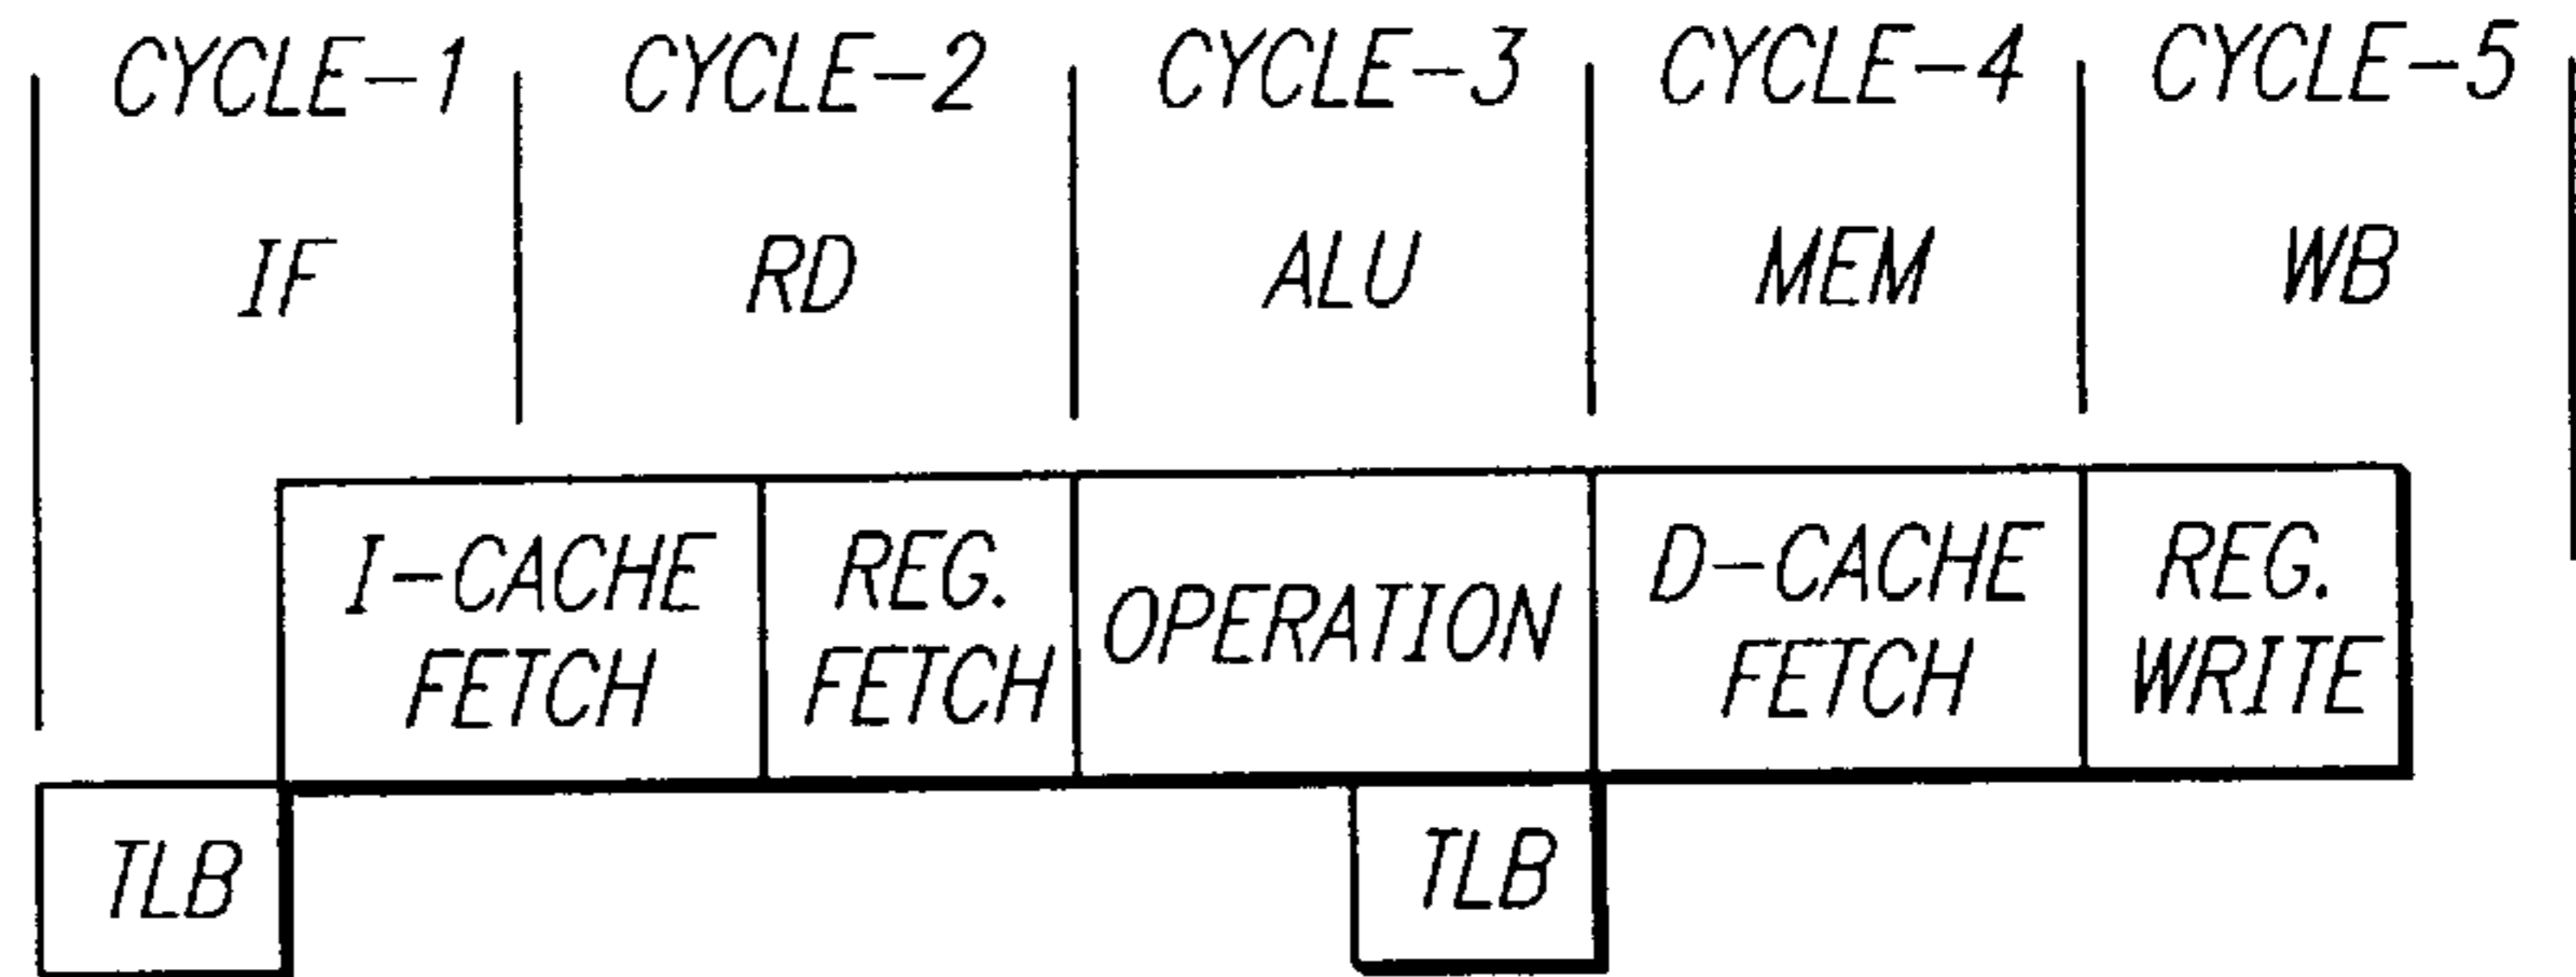 CYCLE-1 CYCLE-2 CYCLE-3 CYCLE-4 CYCLE-5
IF RD ALU MEM WB
I-CACHE FETCH
REG. FETCH
OPERATION
D-CACHE FETCH
REG. WRITE
TLB TLB